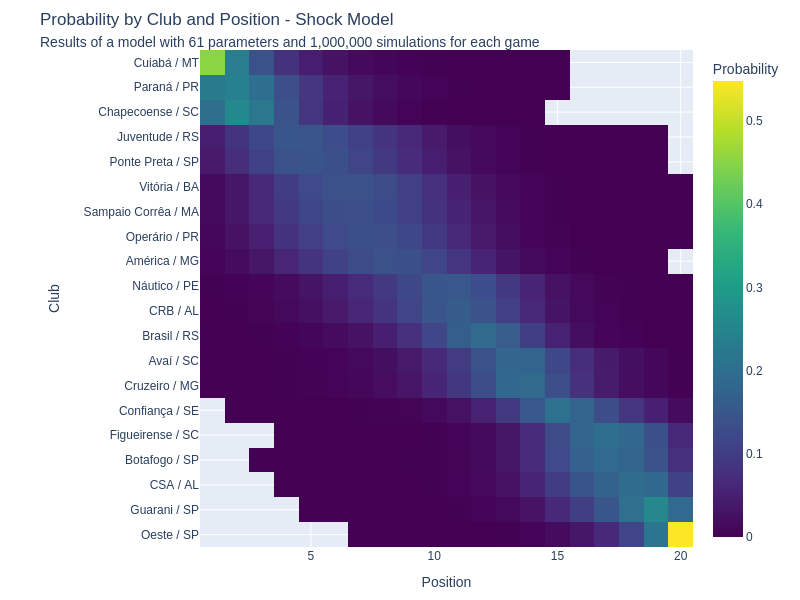 Probability by Club and Position - Shock Model
Results of a model with 61 parameters and 1,000,000 simulations for each game
Probability
Cuiabá / MT
Paraná / PR
Chapecoense / SC
Juventude / RS
Ponte Preta / SP
Vitória / BA
Sampaio Corrêa / MA
Operário / PR
América / MG
Náutico / PE
CRB / AL
Brasil / RS
Avaí / SC
Cruzeiro / MG
Confiança / SE
Figueirense / SC
Botafogo / SP
CSA / AL
Guarani / SP
Oeste / SP
Club
5
10
15
20
Position
0.5
0.4
0.3
0.2
0.1
0